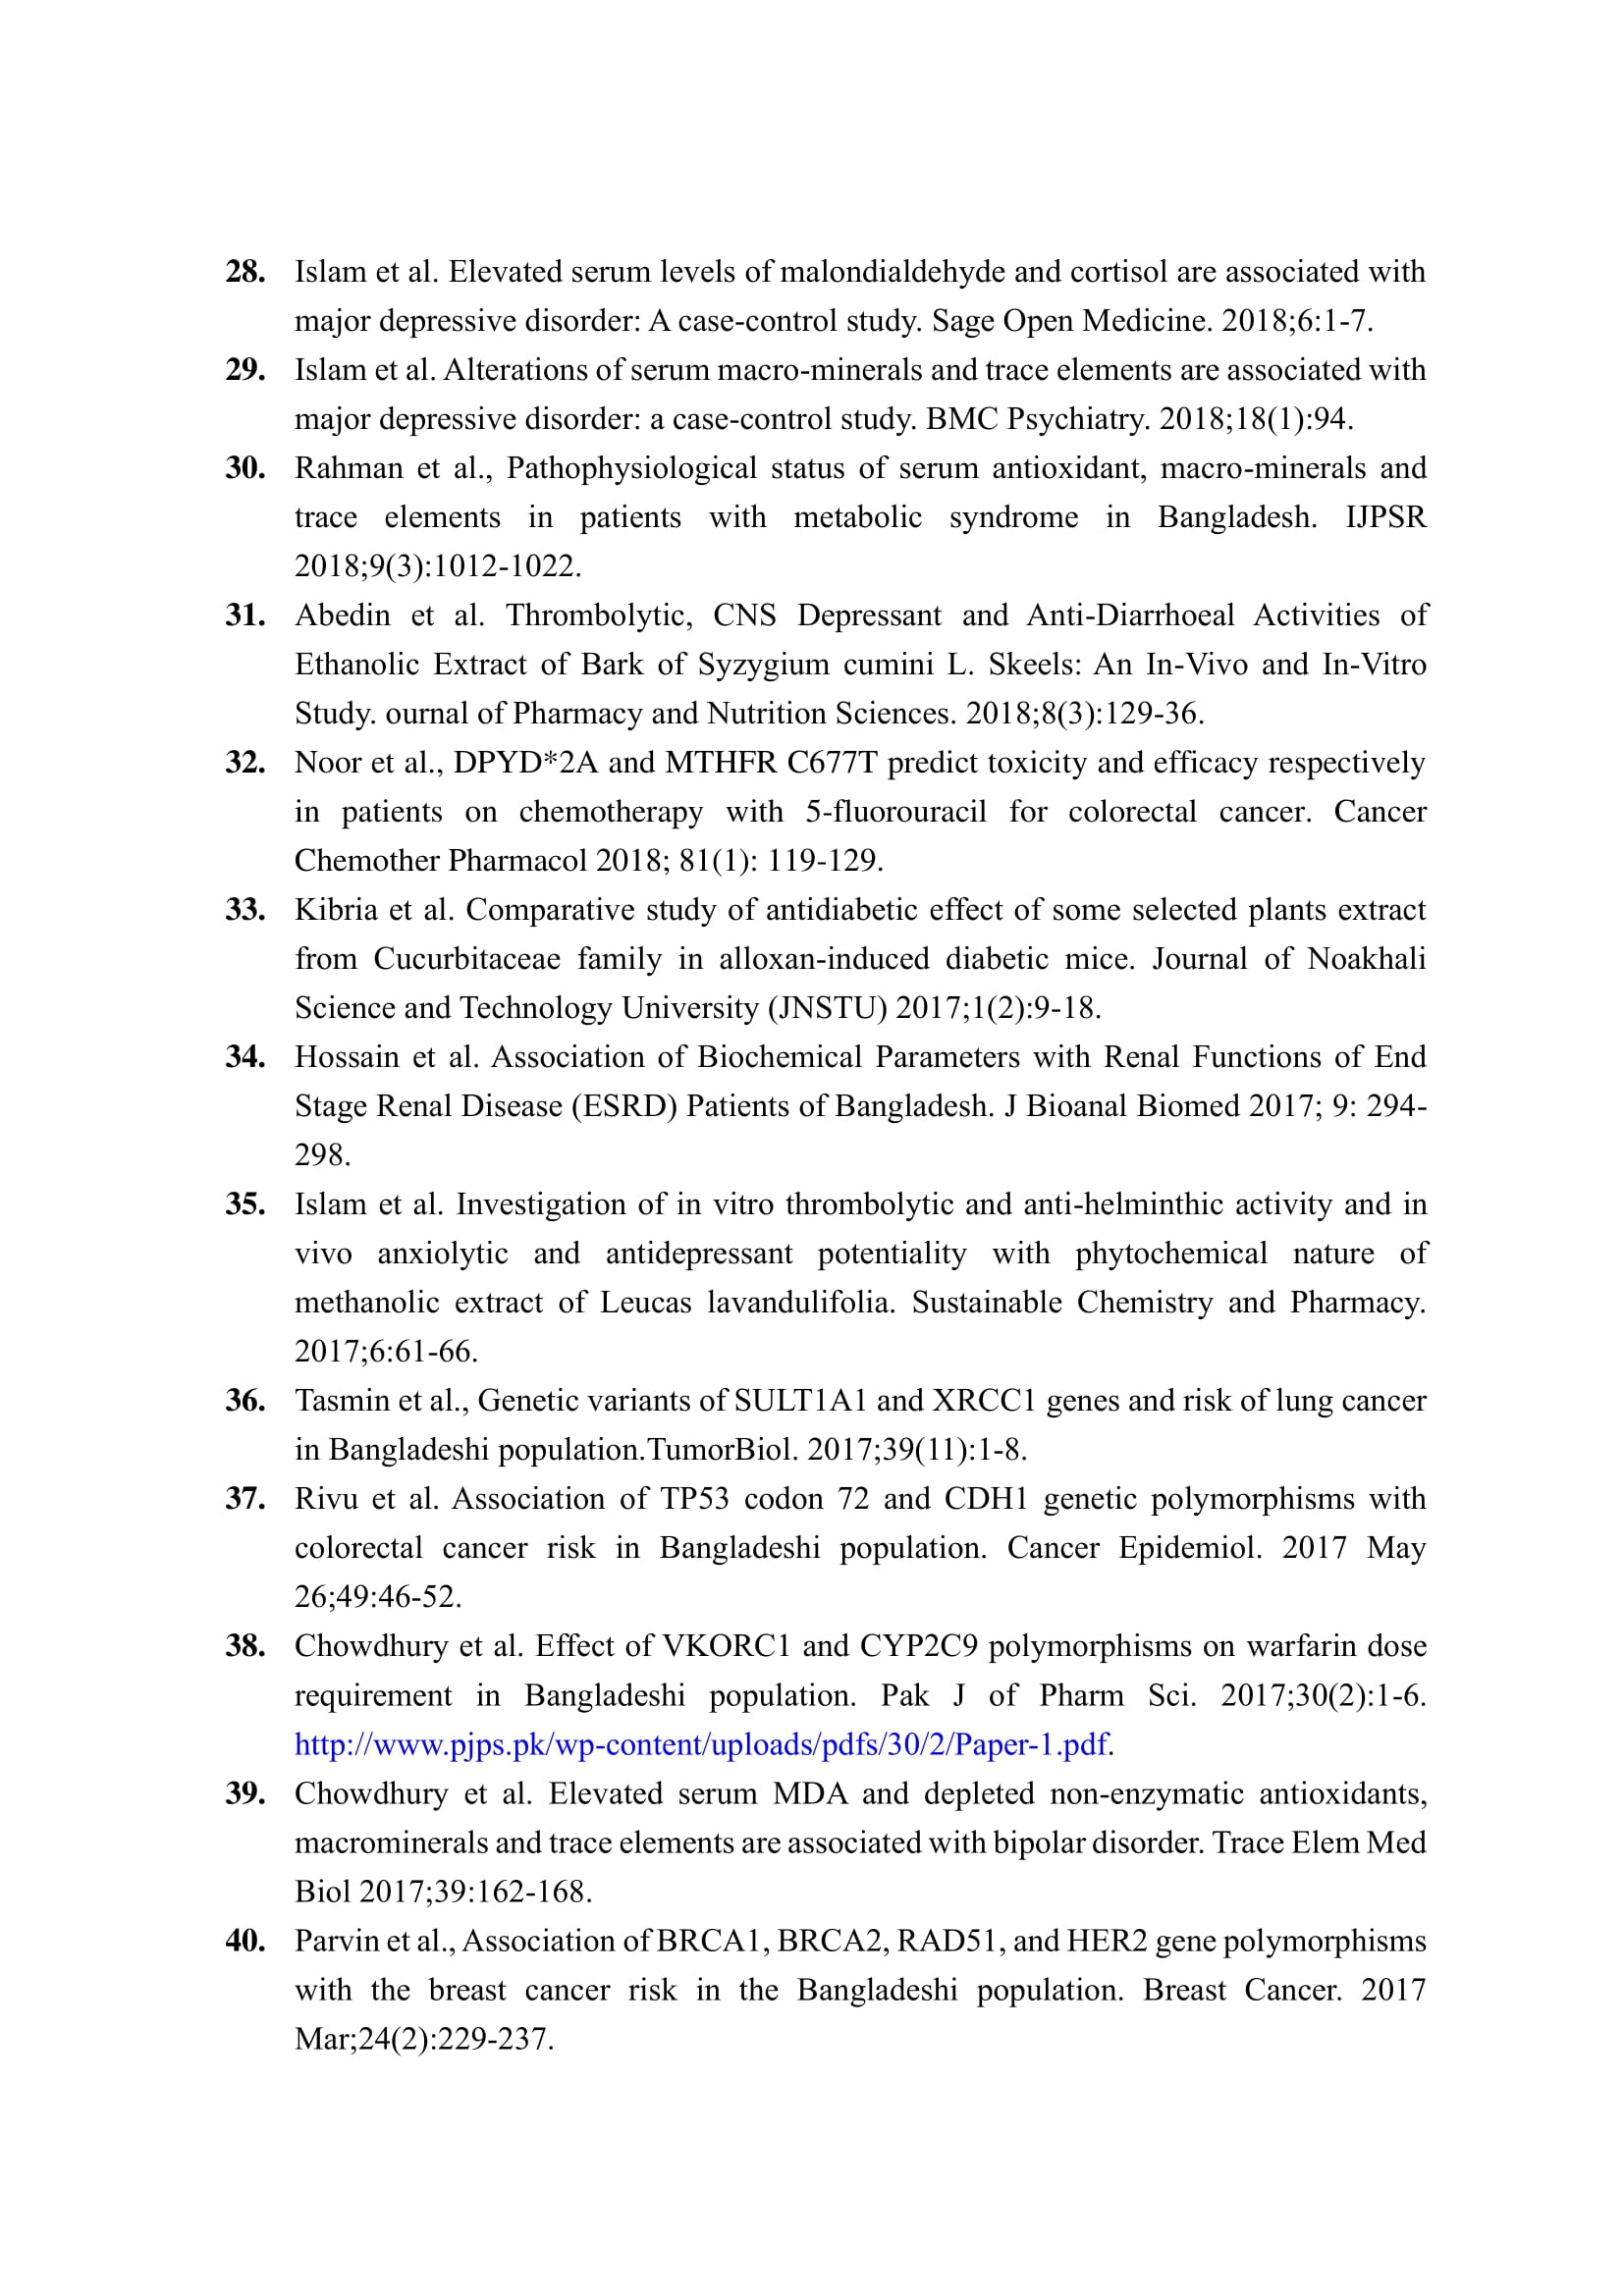 28. Islam et al. Elevated serum levels of malondialdehyde and cortisol are associated with
major depressive disorder: A case-control study. Sage Open Medicine. 2018;6:1-7.
29. Islam et al. Alterations of serum macro-minerals and trace elements are associated with
major depressive disorder: a case-control study. BMC Psychiatry. 2018;18(1):94.
30. Rahman et al., Pathophysiological status of serum antioxidant, macro-minerals and
trace elements in patients with metabolic syndrome in Bangladesh. IJPSR
2018;9(3):1012-1022.
31. Abedin et al. Thrombolytic, CNS Depressant and Anti-Diarrhoeal Activities of
Ethanolic Extract of Bark of Syzygium cumini L. Skeels: An In-Vivo and In-Vitro
Study. ournal of Pharmacy and Nutrition Sciences. 2018;8(3):129-36.
32. Noor et al., DPYD*2A and MTHFR C677T predict toxicity and efficacy respectively
in patients on chemotherapy with 5-fluorouracil for colorectal cancer. Cancer
Chemother Pharmacol 2018; 81(1): 119-129.
33. Kibria et al. Comparative study of antidiabetic effect of some selected plants extract
from Cucurbitaceae family in alloxan-induced diabetic mice. Journal of Noakhali
Science and Technology University (JNSTU) 2017;1(2):9-18.
34. Hossain et al. Association of Biochemical Parameters with Renal Functions of End
Stage Renal Disease (ESRD) Patients of Bangladesh. J Bioanal Biomed 2017; 9: 294-
298.
35. Islam et al. Investigation of in vitro thrombolytic and anti-helminthic activity and in
vivo anxiolytic and antidepressant potentiality with phytochemical nature of
methanolic extract of Leucas lavandulifolia. Sustainable Chemistry and Pharmacy.
2017;6:61-66.
36. Tasmin et al., Genetic variants of SULT1A1 and XRCC1 genes and risk of lung cancer
in Bangladeshi population.TumorBiol. 2017;39(11):1-8.
37. Rivu et al. Association of TP53 codon 72 and CDH1 genetic polymorphisms with
colorectal cancer risk in Bangladeshi population. Cancer Epidemiol. 2017 May
26;49:46-52.
38. Chowdhury et al. Effect of VKORC1 and CYP2C9 polymorphisms on warfarin dose
requirement in Bangladeshi population. Pak J of Pharm Sci. 2017;30(2):1-6.
http://www.pjps.pk/wp-content/uploads/pdfs/30/2/Paper-1.pdf.
39. Chowdhury et al. Elevated serum MDA and depleted non-enzymatic antioxidants,
macrominerals and trace elements are associated with bipolar disorder. Trace Elem Med
Biol 2017;39:162-168.
40. Parvin et al., Association of BRCA1, BRCA2, RAD51, and HER2 gene polymorphisms
with the breast cancer risk in the Bangladeshi population. Breast Cancer. 2017
Mar;24(2):229-237.